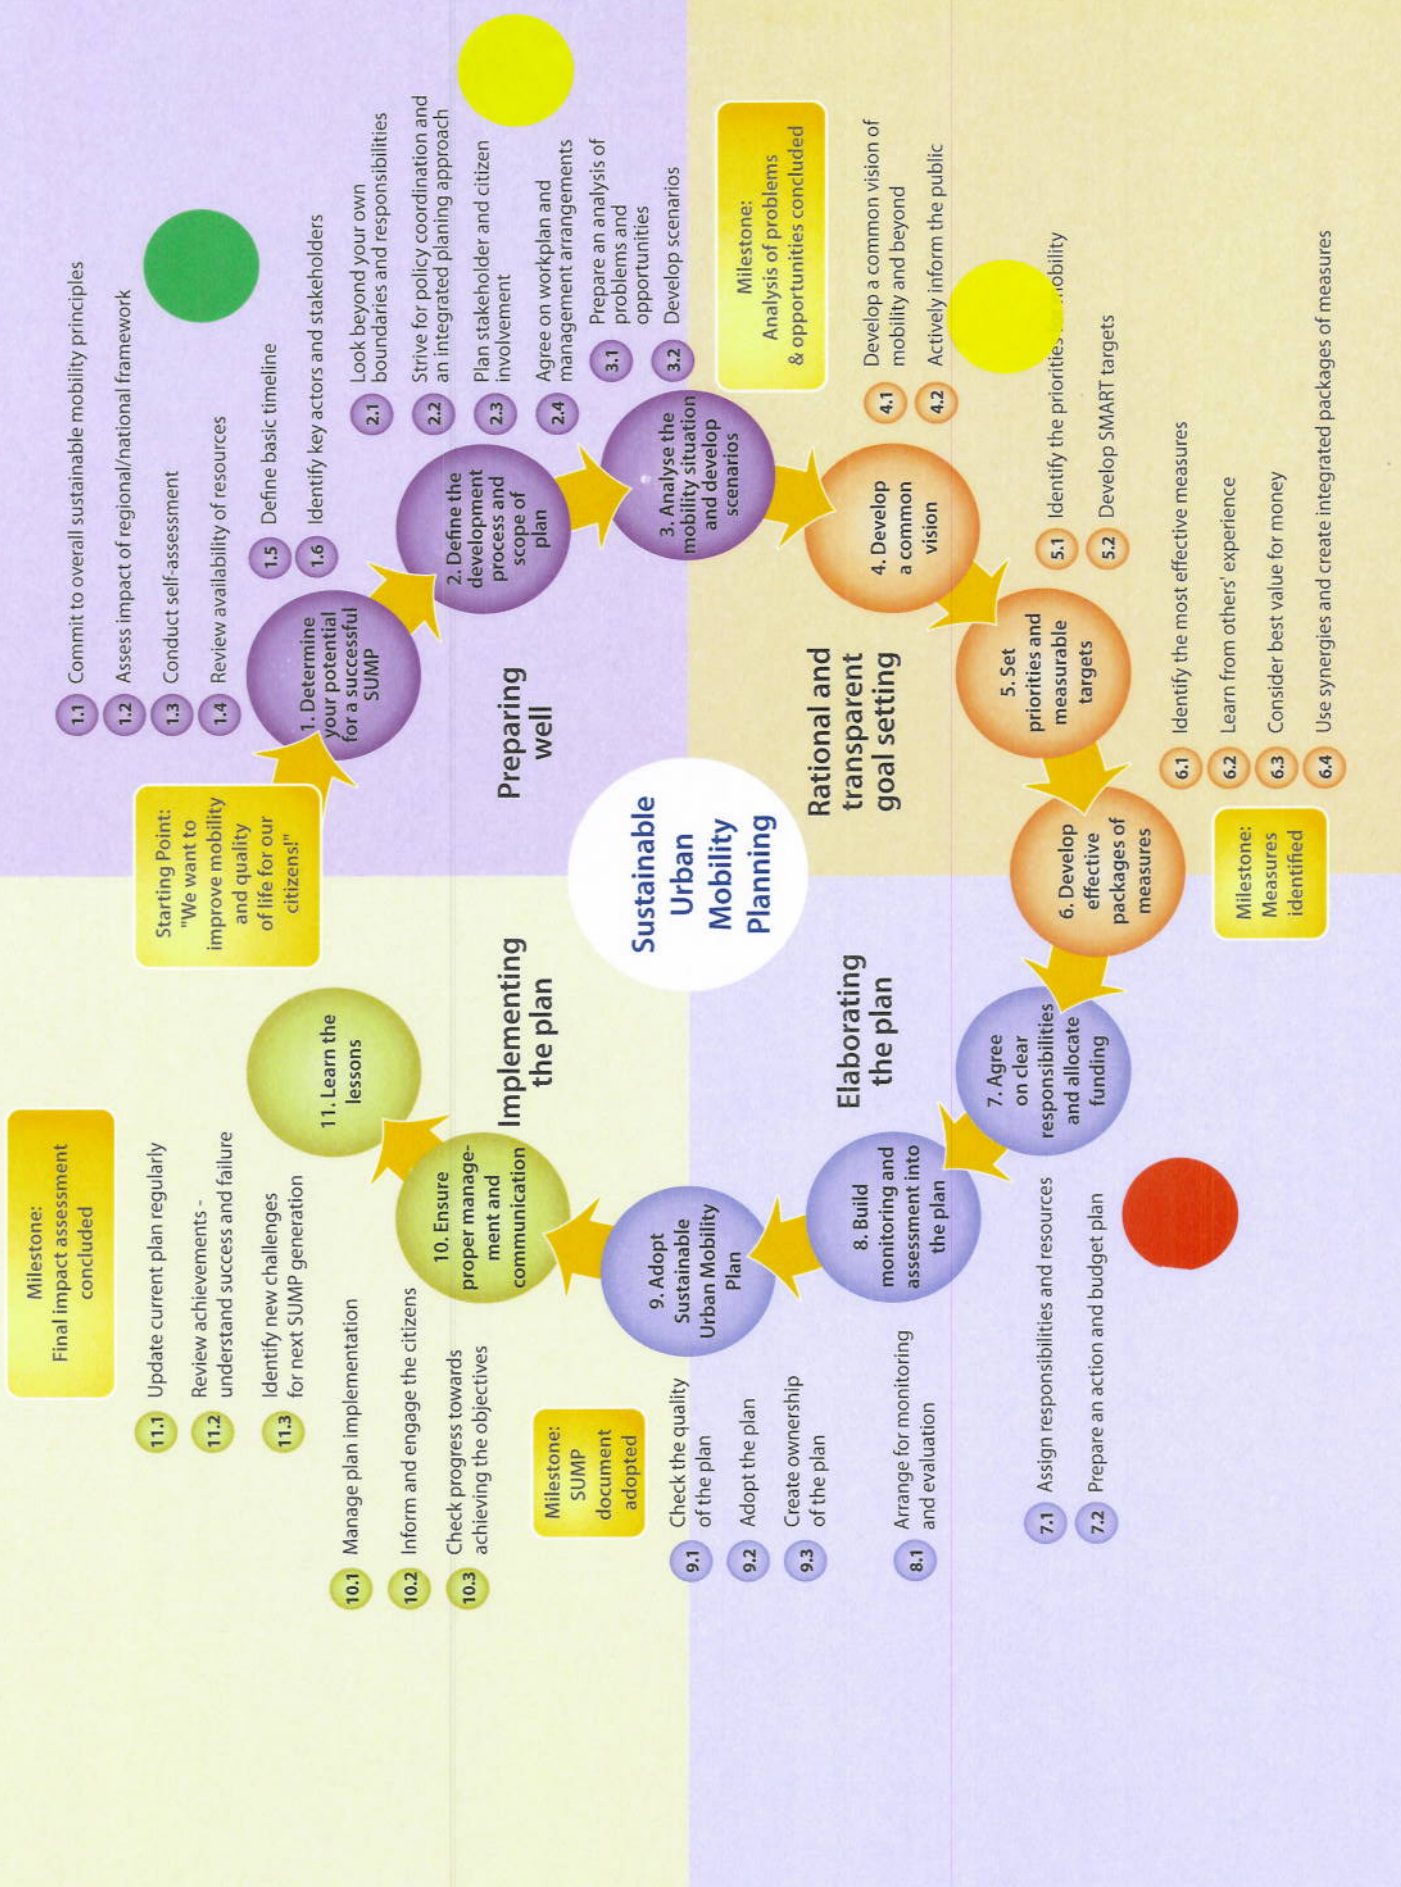 Starting Point:
"We want to
improve mobility
and quality
of life for our
citizens!"
Sustainable
Urban
Mobility
Planning
Preparing
well
1. Determine
your potential
for a successful
SUMP
1.1 Commit to overall sustainable mobility principles
1.2 Assess impact of regional/national framework
1.3 Conduct self-assessment
1.4 Review availability of resources
1.5 Define basic timeline
1.6 Identify key actors and stakeholders
2. Define the
development
process and
scope of
plan
2.1 Look beyond your own
boundaries and responsibilities
2.2 Strive for policy coordination and
an integrated planing approach
2.3 Plan stakeholder and citizen
involvement
2.4 Agree on workplan and
management arrangements
3. Analyse the
mobility situation
and develop
scenarios
3.1 Prepare an analysis of
problems and
opportunities
3.2 Develop scenarios
Milestone:
Analysis of problems
& opportunities concluded
Rational and
transparent
goal setting
4. Develop
a common
vision
4.1 Develop a common vision of
mobility and beyond
4.2 Actively inform the public
5. Set
priorities and
measurable
targets
5.1 Identify the priorities mobility
5.2 Develop SMART targets
6. Develop
effective
packages of
measures
6.1 Identify the most effective measures
6.2 Learn from others' experience
6.3 Consider best value for money
6.4 Use synergies and create integrated packages of measures
Milestone:
Measures
identified
Elaborating
the plan
7. Agree
on clear
responsibilities
and allocate
funding
7.1 Assign responsibilities and resources
7.2 Prepare an action and budget plan
8. Build
monitoring and
assessment into
the plan
8.1 Arrange for monitoring
and evaluation
9. Adopt
Sustainable
Urban Mobility
Plan
9.1 Check the quality
of the plan
9.2 Adopt the plan
9.3 Create ownership
of the plan
Milestone:
SUMP
document
adopted
Implementing
the plan
10. Ensure
proper manage-
ment and
communication
10.1 Manage plan implementation
10.2 Inform and engage the citizens
10.3 Check progress towards
achieving the objectives
11. Learn the
lessons
11.1 Update current plan regularly
11.2 Review achievements -
understand success and failure
11.3 Identify new challenges
for next SUMP generation
Milestone:
Final impact assessment
concluded